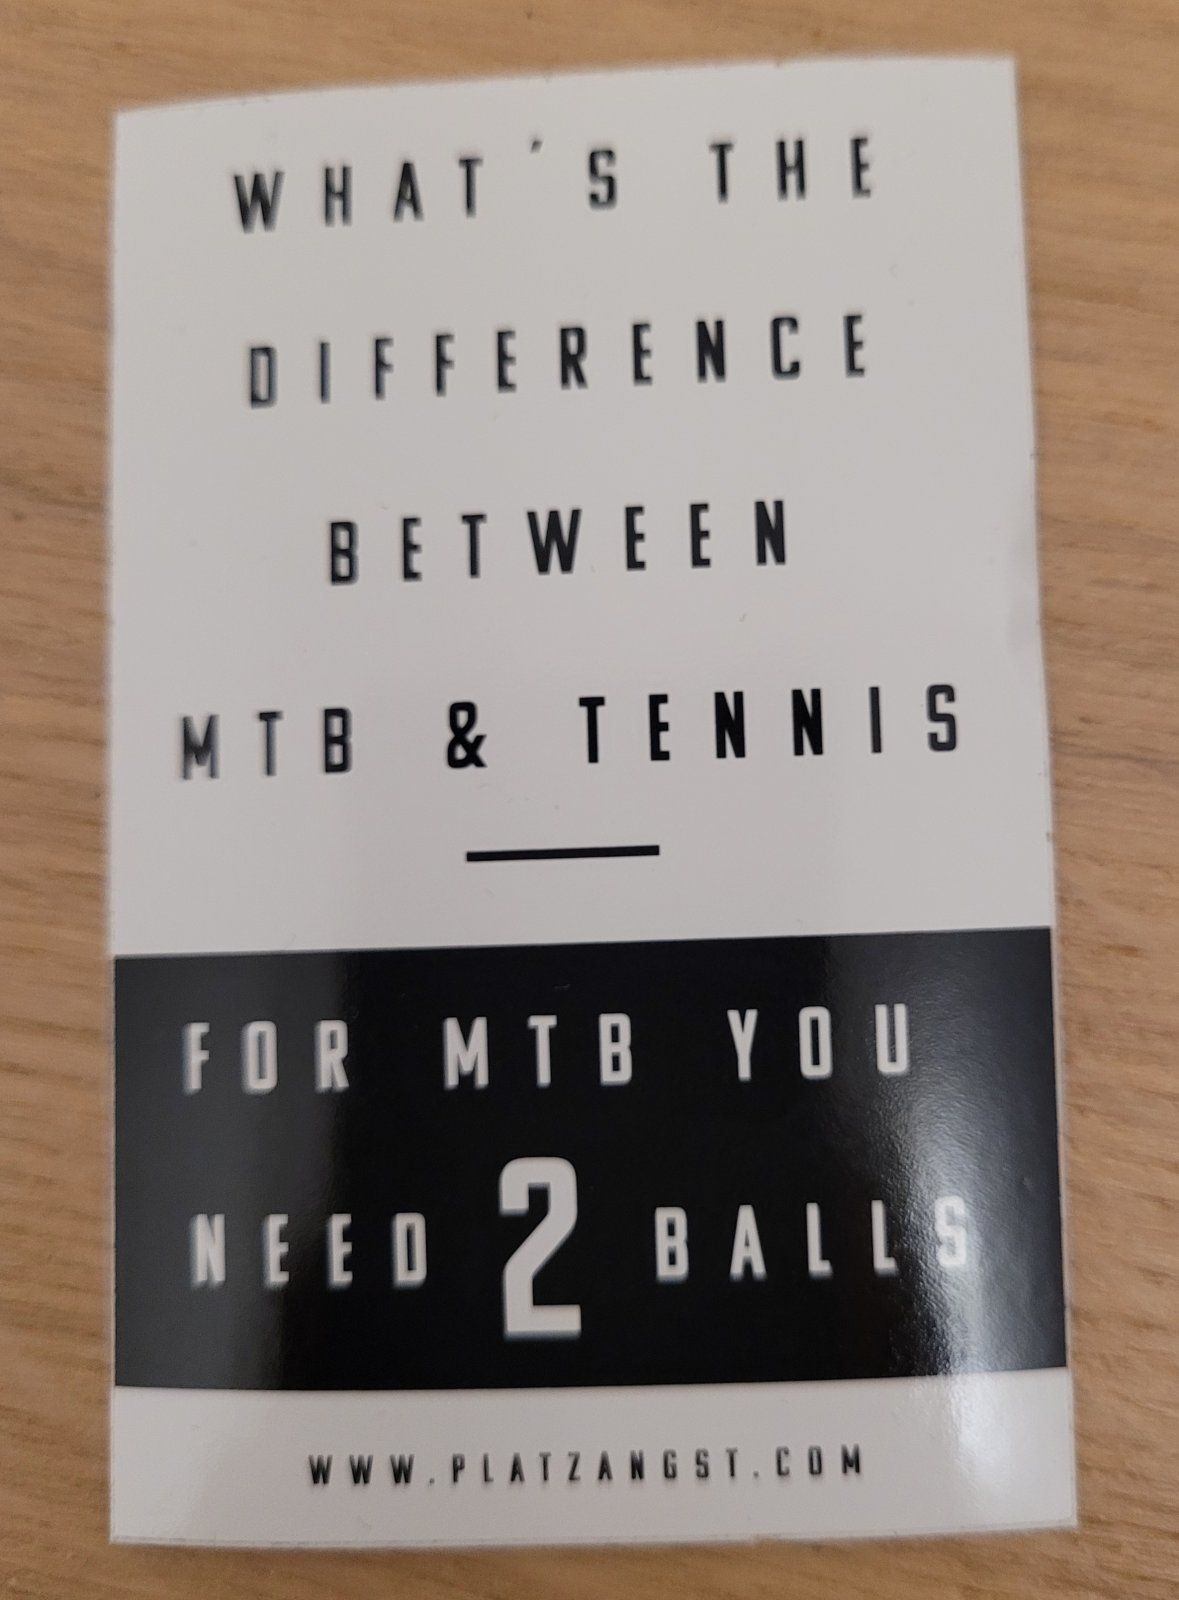 WHAT'S THE
DIFFERENCE
BETWEEN
MTB & TENNIS
FOR MTB YOU
NEED 2 BALLS
WWW.PLATZANGST.COM